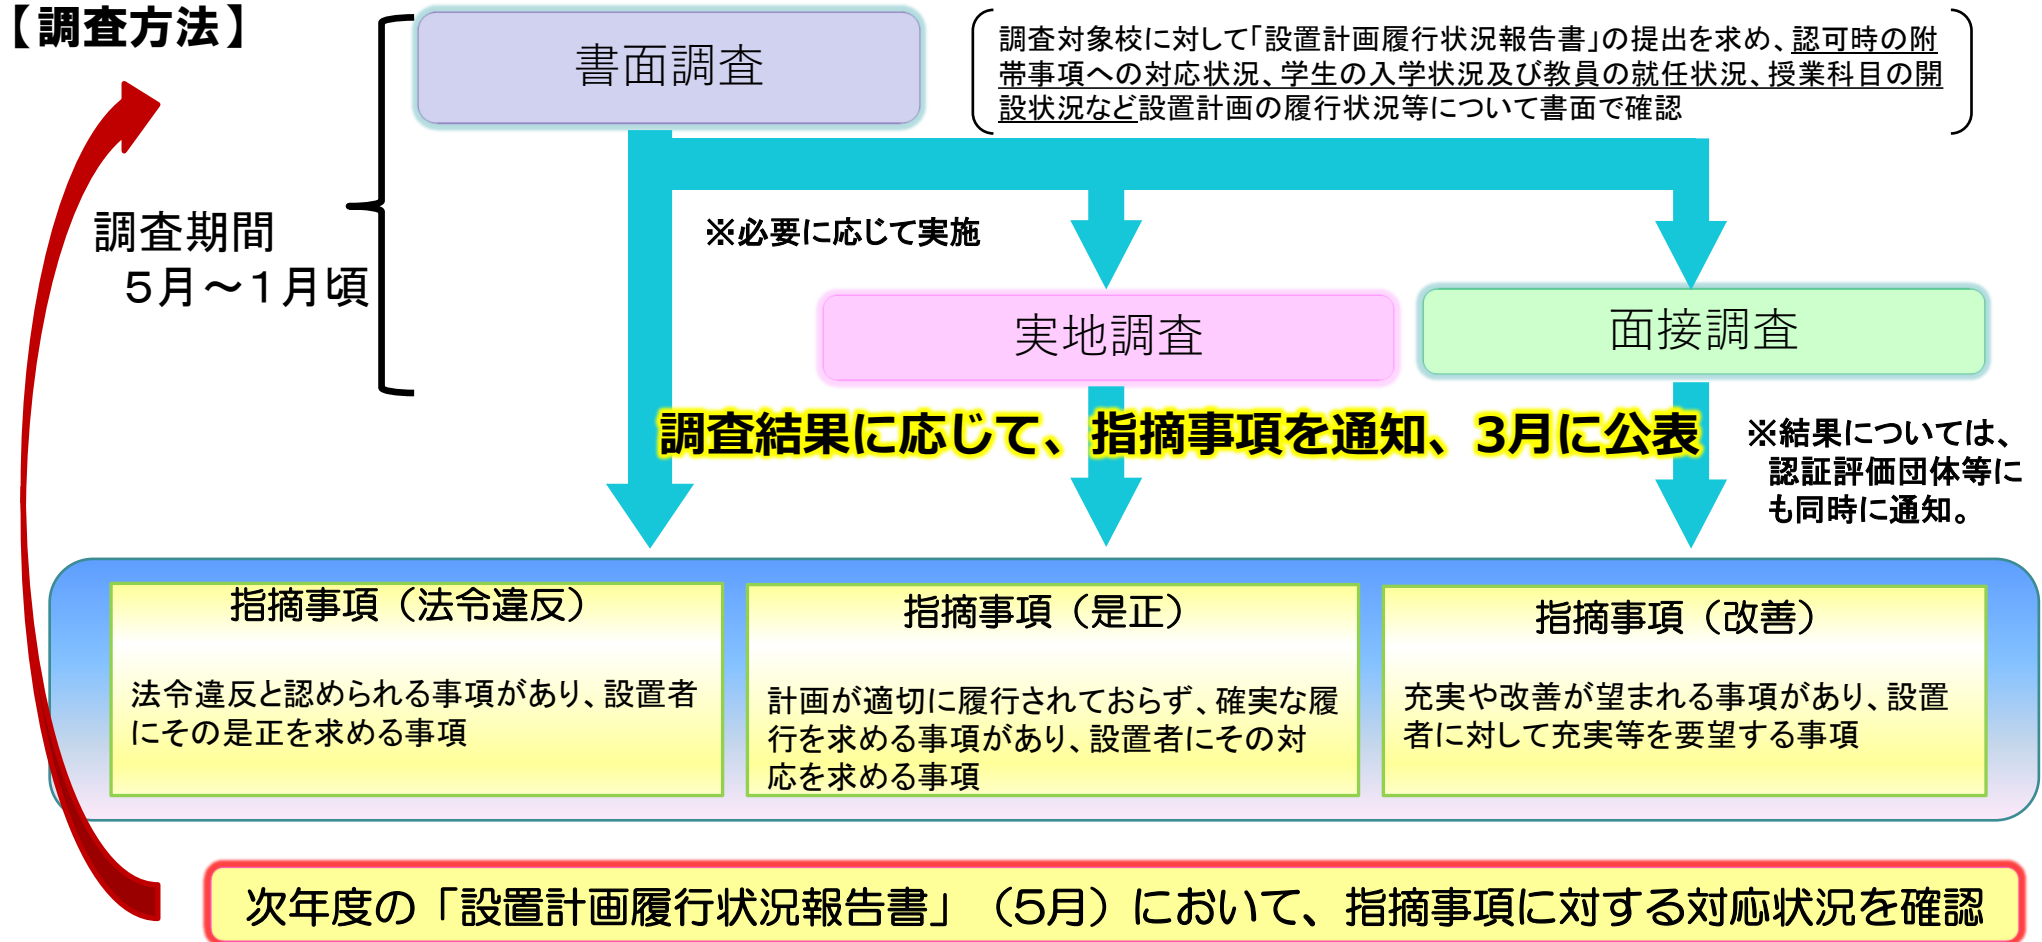 【調査方法】
書面調査
調査対象校に対して「設置計画履行状況報告書」の提出を求め、認可時の附
帯事項への対応状況、学生の入学状況及び教員の就任状況、授業科目の開
設状況など設置計画の履行状況等について書面で確認
調査期間
５月～１月頃
※必要に応じて実施
実地調査
面接調査
調査結果に応じて、指摘事項を通知、3月に公表
※結果については、
認証評価団体等に
も同時に通知。
指摘事項（法令違反）
法令違反と認められる事項があり、設置者
にその是正を求める事項
指摘事項（是正）
計画が適切に履行されておらず、確実な履
行を求める事項があり、設置者にその対
応を求める事項
指摘事項（改善）
充実や改善が望まれる事項があり、設置
者に対して充実等を要望する事項
次年度の「設置計画履行状況報告書」（５月）において、指摘事項に対する対応状況を確認